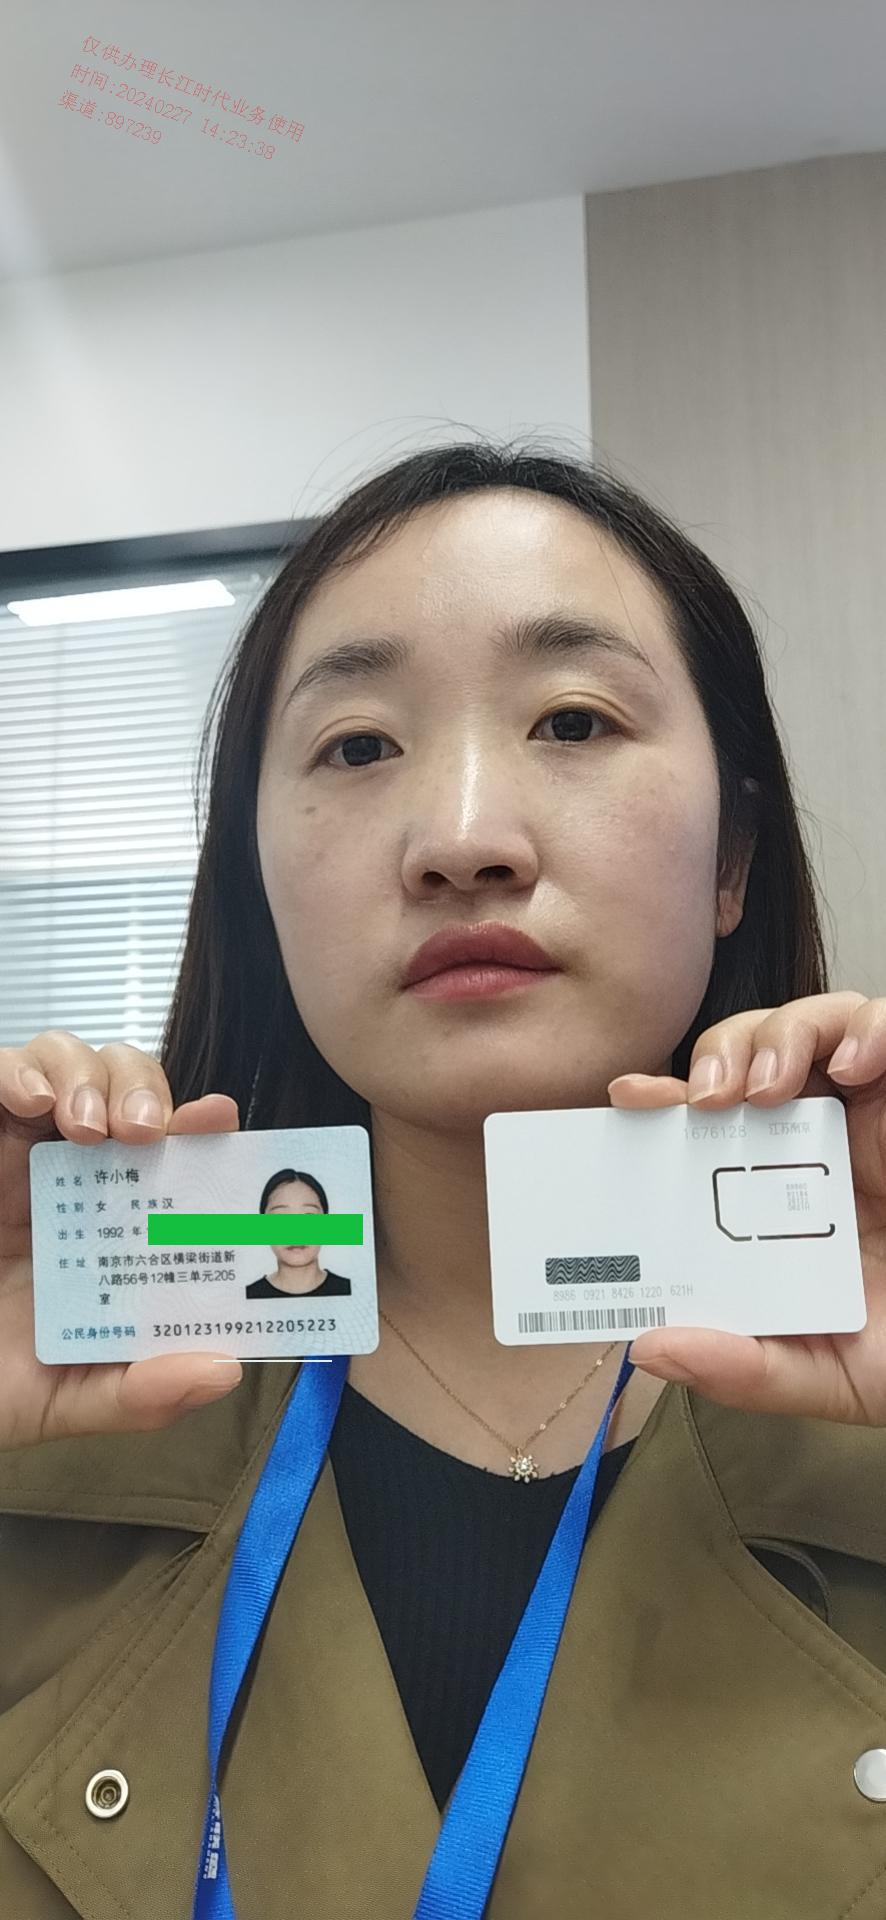 仅供办理长江时代业务使用
时间:20240227 14:23:38
渠道:897239
姓名 许小梅
性别 女 民族 汉
出生 1992 年
住址 南京市六合区横梁街道新
八路56号12幢三单元205
室
公民身份号码 320123199212205223
1676128 江苏南京
8986 0921 8426 1220 621H